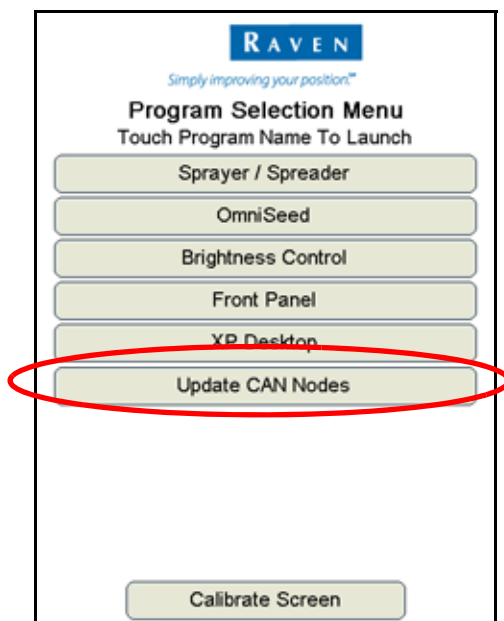 RAVEN
Simply improving your position.℠
Program Selection Menu
Touch Program Name To Launch
Sprayer / Spreader
OmniSeed
Brightness Control
Front Panel
XP Desktop
Update CAN Nodes
Calibrate Screen